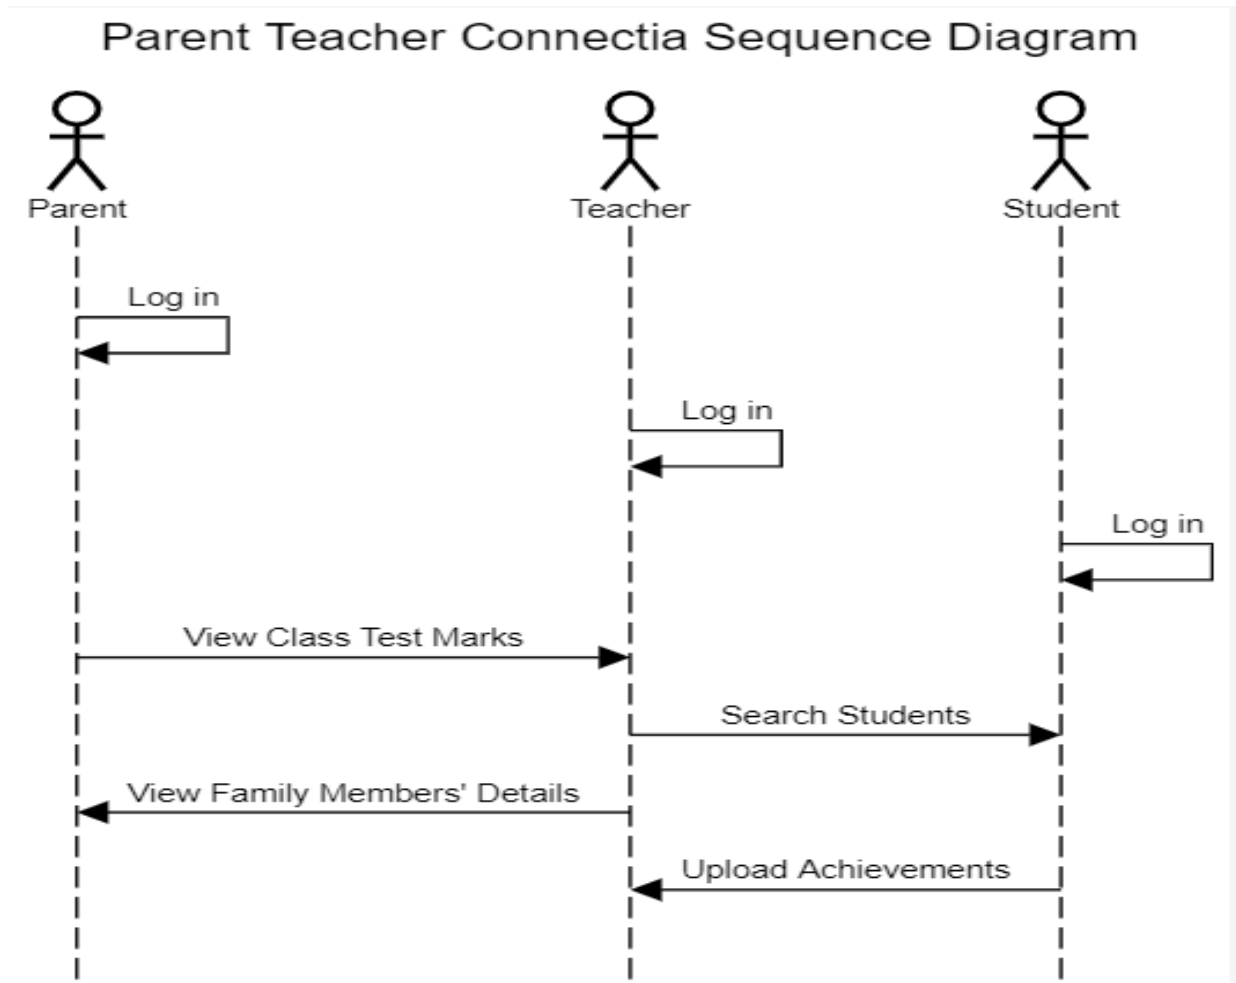 Parent Teacher Connectia Sequence Diagram
Parent
Teacher
Student
Log in
Log in
Log in
View Class Test Marks
Search Students
View Family Members' Details
Upload Achievements